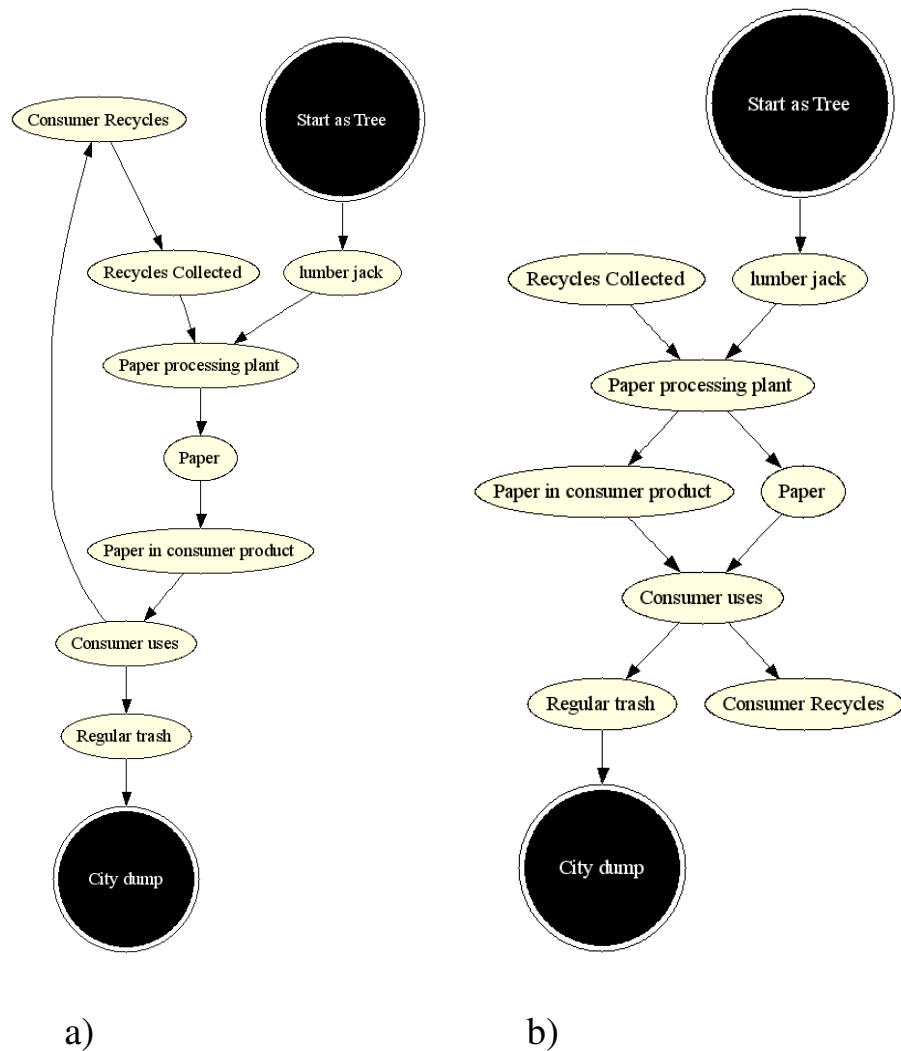 Start as Tree
Consumer Recycles
Recycles Collected
lumber jack
Paper processing plant
Paper
Paper in consumer product
Consumer uses
Regular trash
City dump
a)
Start as Tree
Recycles Collected
lumber jack
Paper processing plant
Paper in consumer product
Paper
Consumer uses
Regular trash
Consumer Recycles
City dump
b)